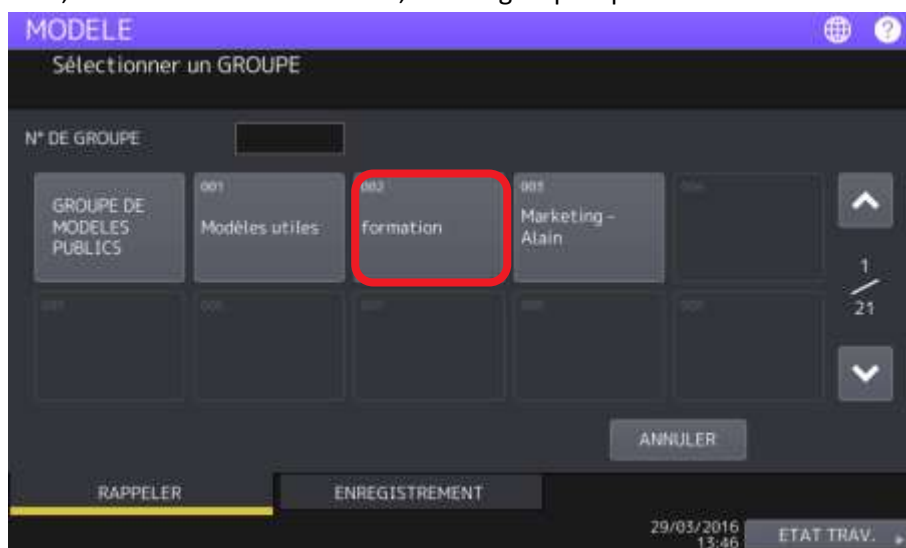 MODELE
?
Sélectionner un GROUPE
N° DE GROUPE
GROUPE DE
MODELES
PUBLICS
001
Modèles utiles
002
formation
003
Marketing -
Alain
1
21
ANNULER
RAPPELER
ENREGISTREMENT
29/03/2016
13:46
ETAT TRAV.